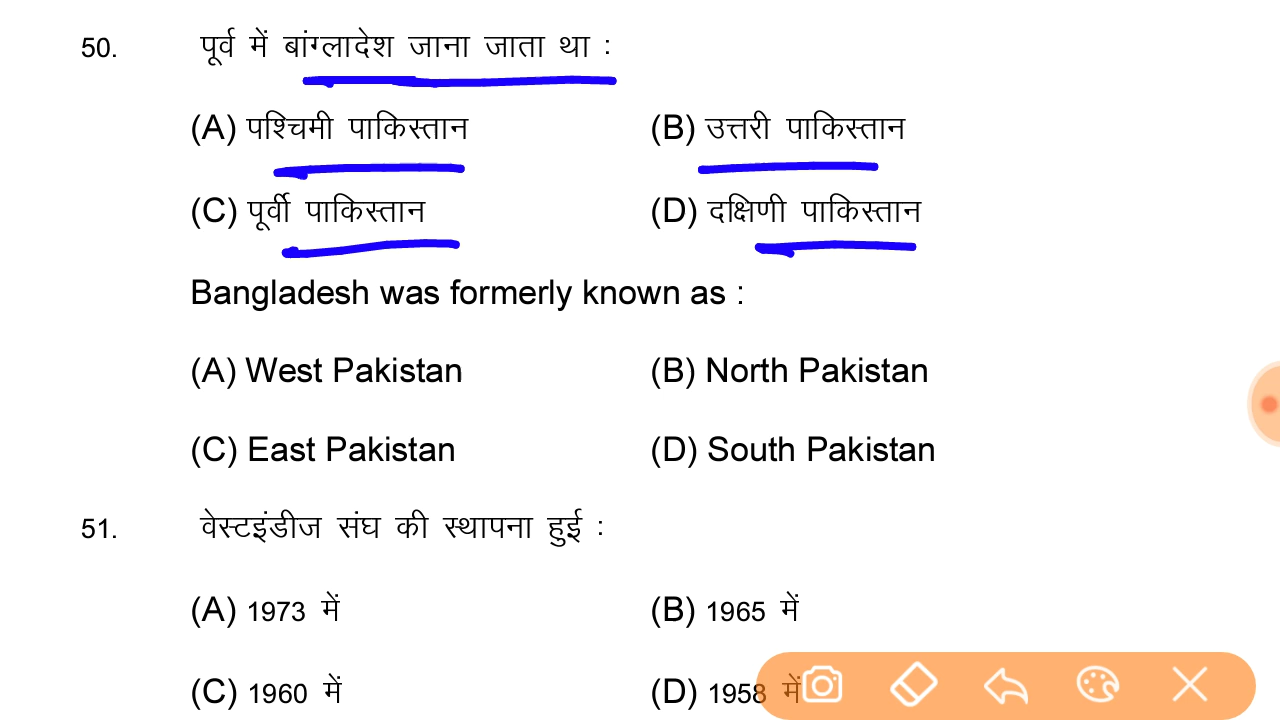 50. पूर्व में बांग्लादेश जाना जाता था :
(A) पश्चिमी पाकिस्तान (B) उत्तरी पाकिस्तान
(C) पूर्वी पाकिस्तान (D) दक्षिणी पाकिस्तान
Bangladesh was formerly known as :
(A) West Pakistan (B) North Pakistan
(C) East Pakistan (D) South Pakistan
51. वेस्टइंडीज संघ की स्थापना हुई :
(A) 1973 में (B) 1965 में
(C) 1960 में (D) 1958 में